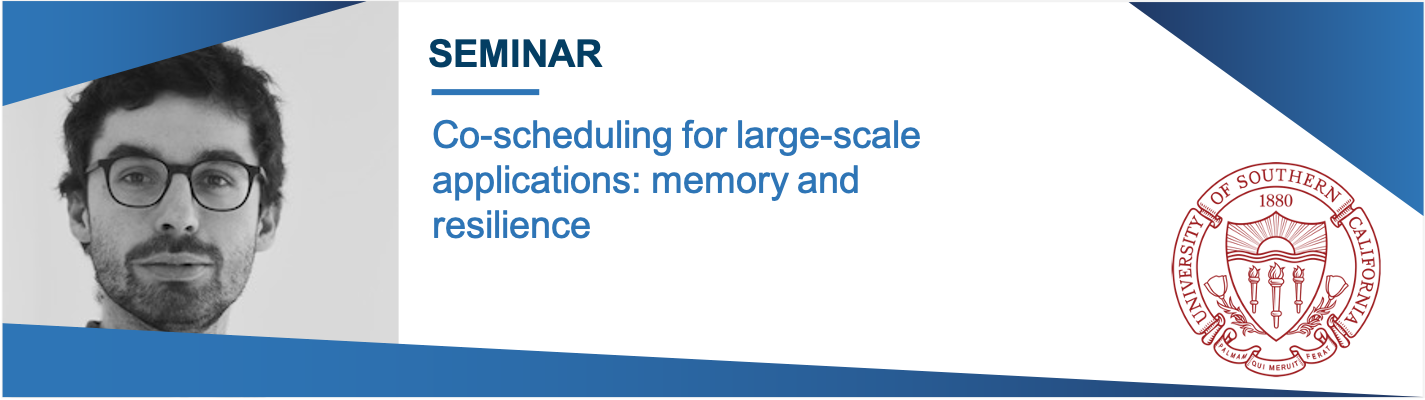 SEMINAR
Co-scheduling for large-scale
applications: memory and
resilience
UNIVERSITY OF SOUTHERN CALIFORNIA
1880
PALMAM QUI MERUIT FERAT